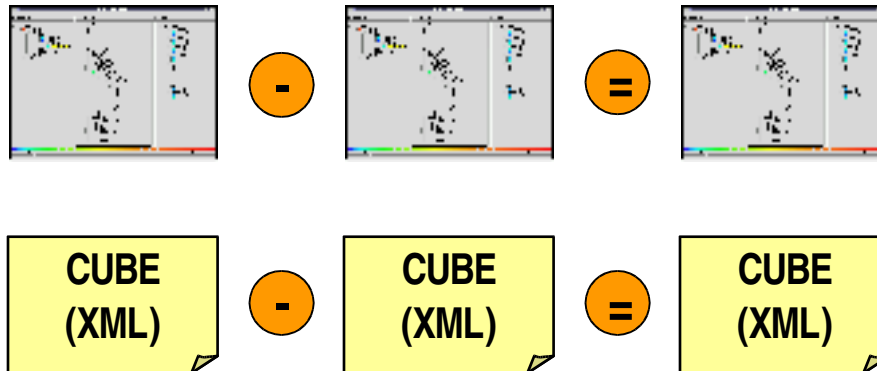 - =
CUBE - CUBE = CUBE
(XML) (XML) (XML)